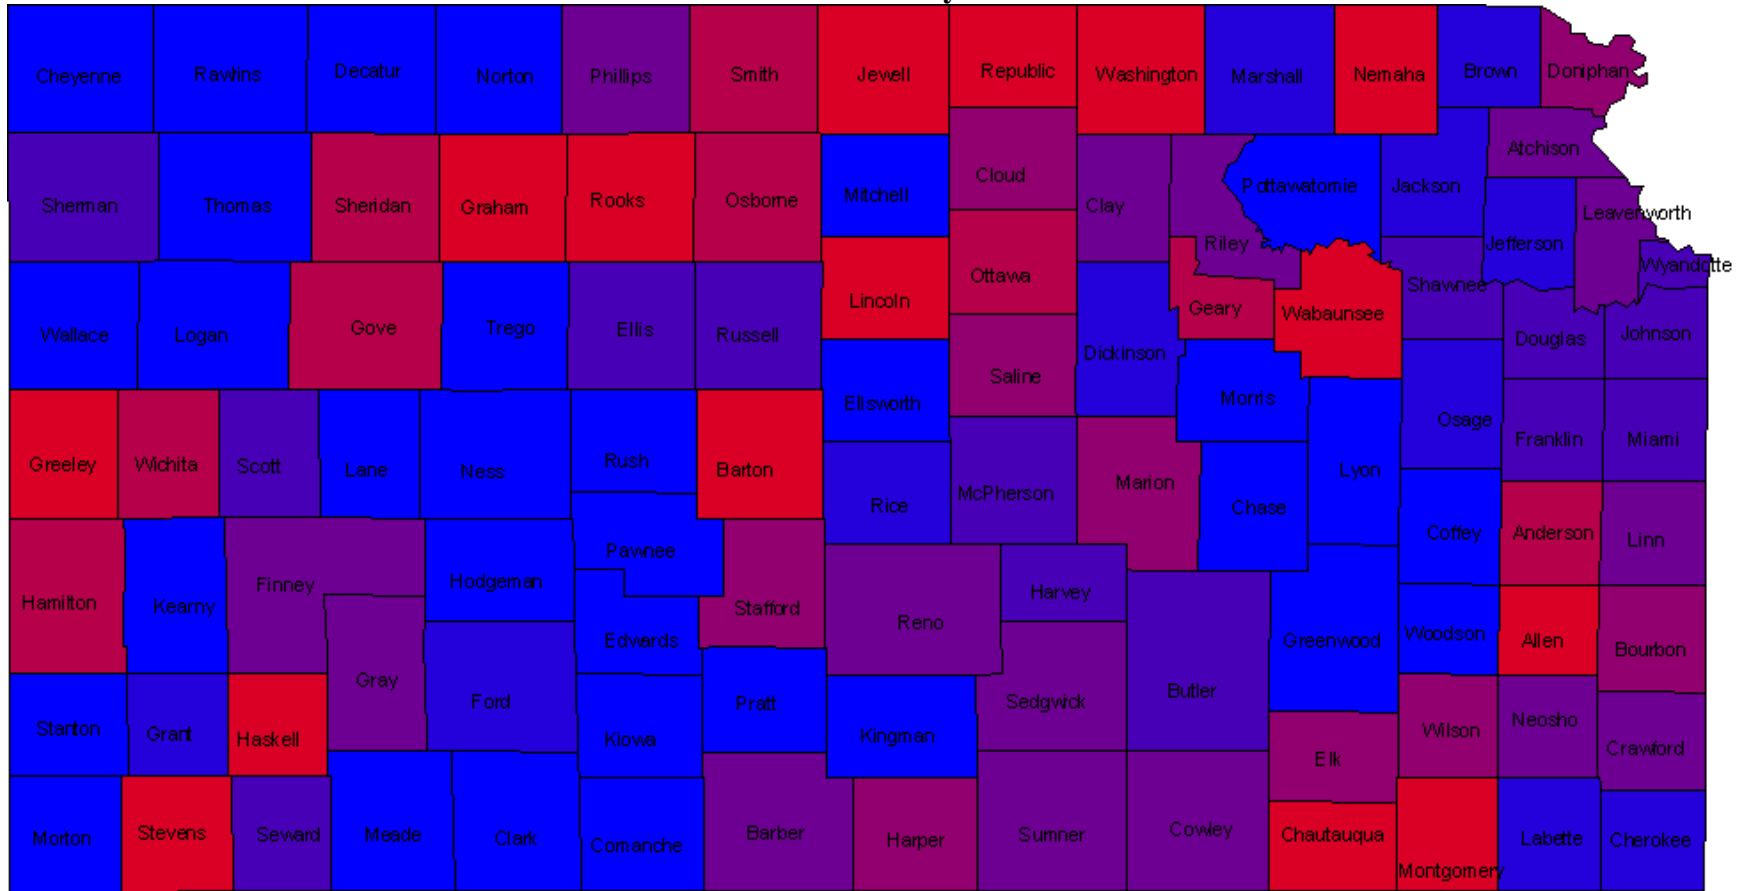 Cheyenne Rawlins Decatur Norton Phillips Smith Jewell Republic Washington Marshall Nemaha Brown Doniphan
Sherman Thomas Sheridan Graham Rooks Osborne Mitchell Cloud Clay Riley Pottawatomie Jackson Atchison
Jefferson Leavenworth Wyandotte
Wallace Logan Gove Trego Ellis Russell Lincoln Ottawa Geary Wabaunsee Shawnee
Saline Dickinson Morris Douglas Johnson
Greeley Wichita Scott Lane Ness Rush Barton Ellsworth
Rice McPherson Marion Chase Lyon Osage Franklin Miami
Hamilton Kearny Finney Hodgeman Pawnee Stafford Reno Harvey Coffey Anderson Linn
Gray Edwards Butler Greenwood Woodson Allen Bourbon
Stanton Grant Haskell Ford Kiowa Pratt Kingman Sedgwick Elk Wilson Neosho Crawford
Morton Stevens Seward Meade Clark Comanche Barber Harper Sumner Cowley Chautauqua Montgomery Labette Cherokee